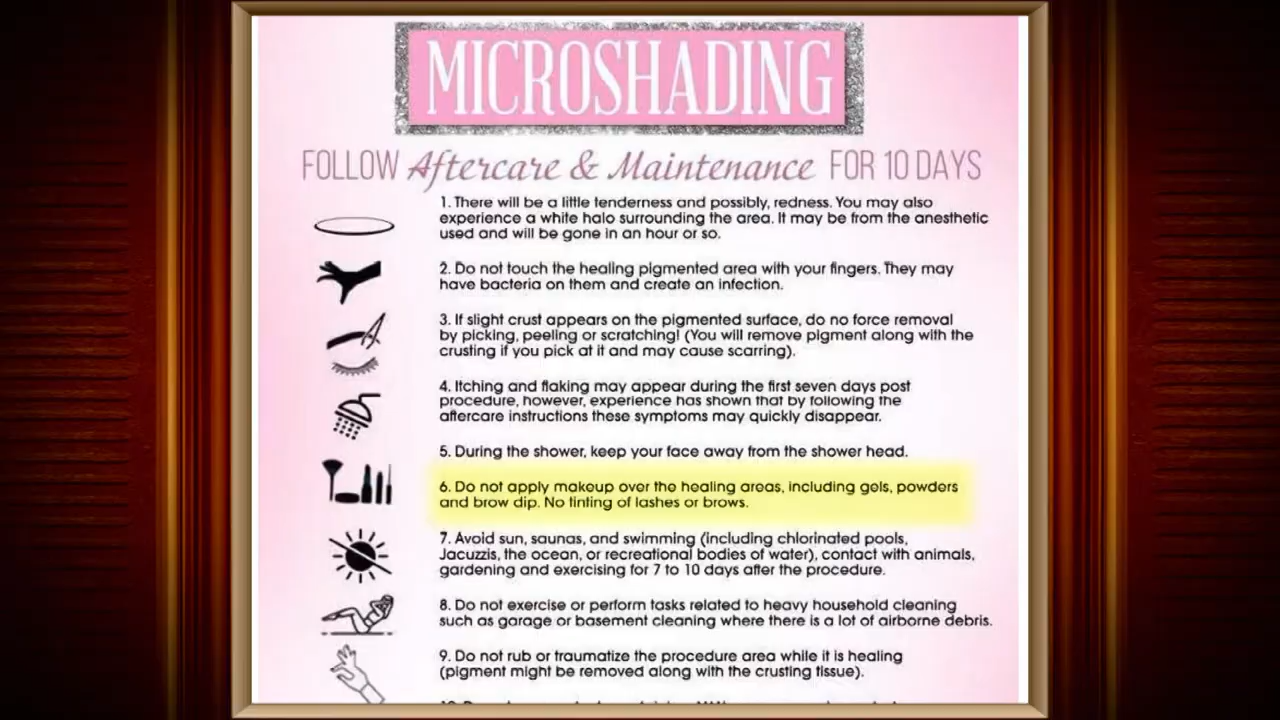 MICROSHADING
FOLLOW Aftercare & Maintenance FOR 10 DAYS
1. There will be a little tenderness and possibly, redness. You may also
experience a white halo surrounding the area. It may be from the anesthetic
used and will be gone in an hour or so.
2. Do not touch the healing pigmented area with your fingers. They may
have bacteria on them and create an infection.
3. If slight crust appears on the pigmented surface, do no force removal
by picking, peeling or scratching! (You will remove pigment along with the
crusting if you pick at it and may cause scarring).
4. Itching and flaking may appear during the first seven days post
procedure, however, experience has shown that by following the
aftercare instructions these symptoms may quickly disappear.
5. During the shower, keep your face away from the shower head.
6. Do not apply makeup over the healing areas, including gels, powders
and brow dip. No tinting of lashes or brows.
7. Avoid sun, saunas, and swimming (including chlorinated pools,
Jacuzzis, the ocean, or recreational bodies of water), contact with animals,
gardening and exercising for 7 to 10 days after the procedure.
8. Do not exercise or perform tasks related to heavy household cleaning
such as garage or basement cleaning where there is a lot of airborne debris.
9. Do not rub or traumatize the procedure area while it is healing
(pigment might be removed along with the crusting tissue).